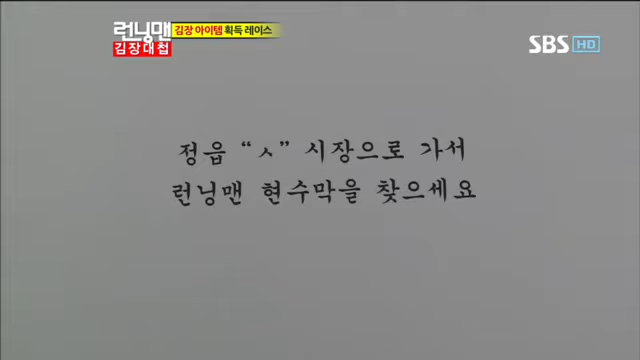 런닝맨 김장 아이템 획득 레이스
김장대첩
SBS HD
정읍 “ㅅ” 시장으로 가서
런닝맨 현수막을 찾으세요